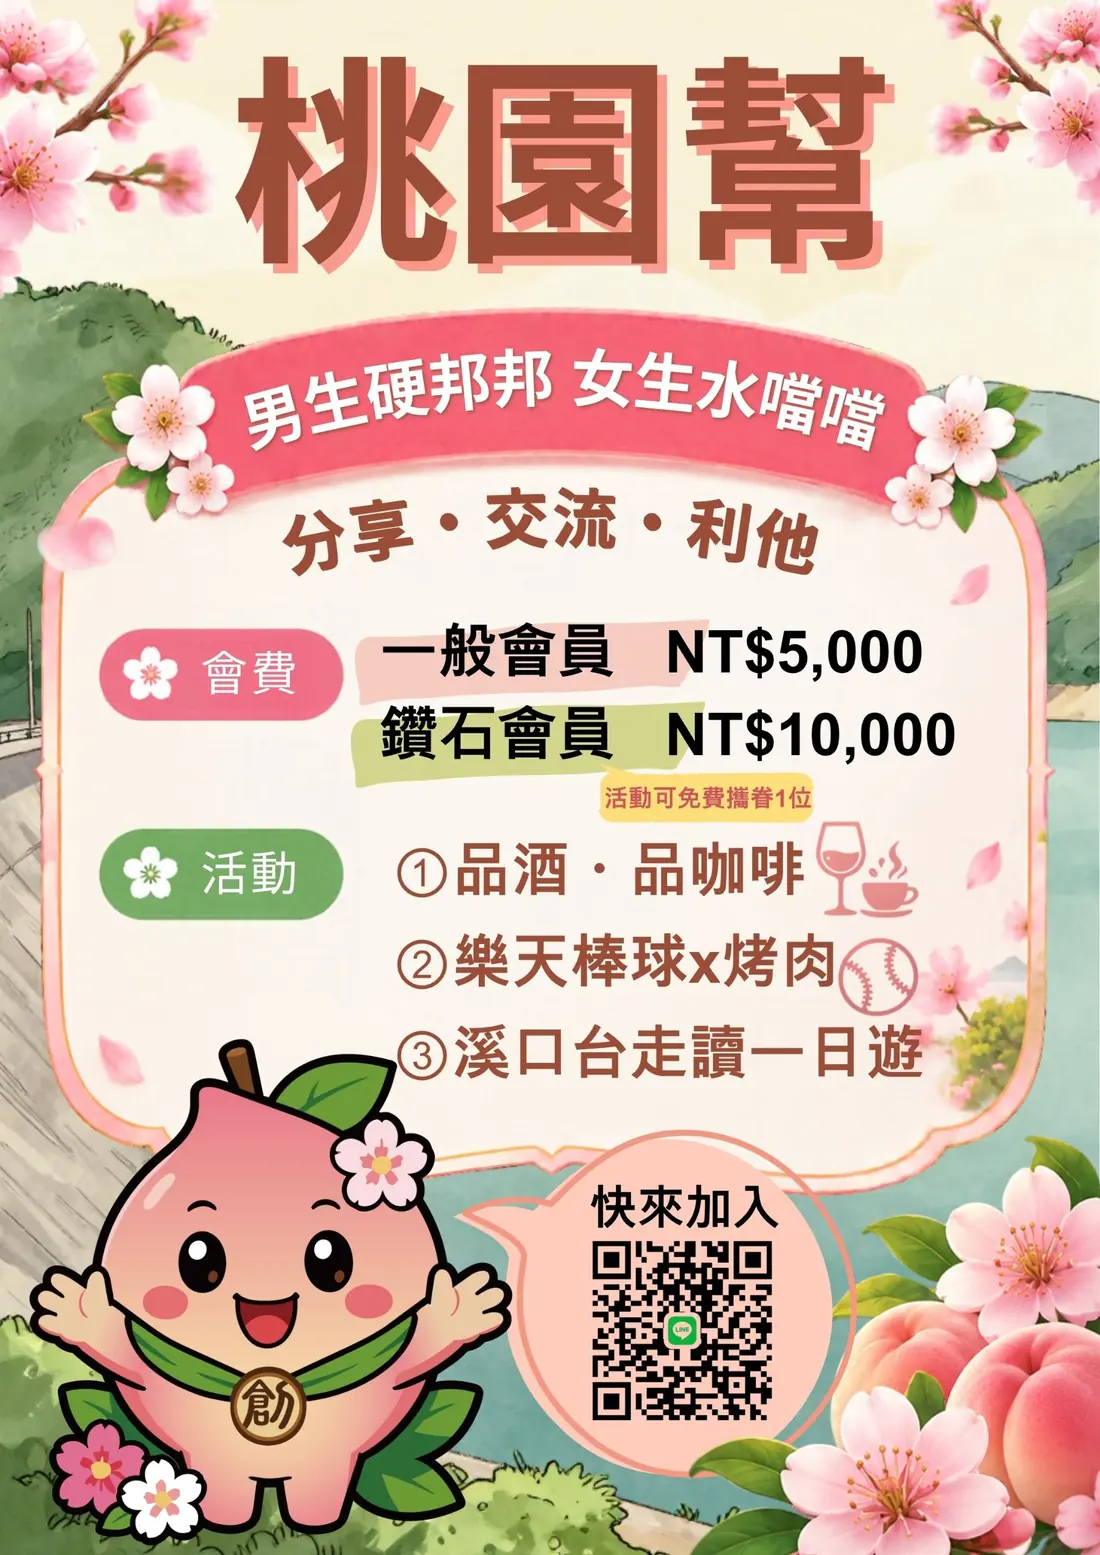 桃園幫
男生硬邦邦 女生水噹噹
分享・交流・利他
會費
一般會員 NT$5,000
鑽石會員 NT$10,000
活動可免費攜眷1位
活動
①品酒・品咖啡
②樂天棒球x烤肉
③溪口台走讀一日遊
快來加入
LINE
創